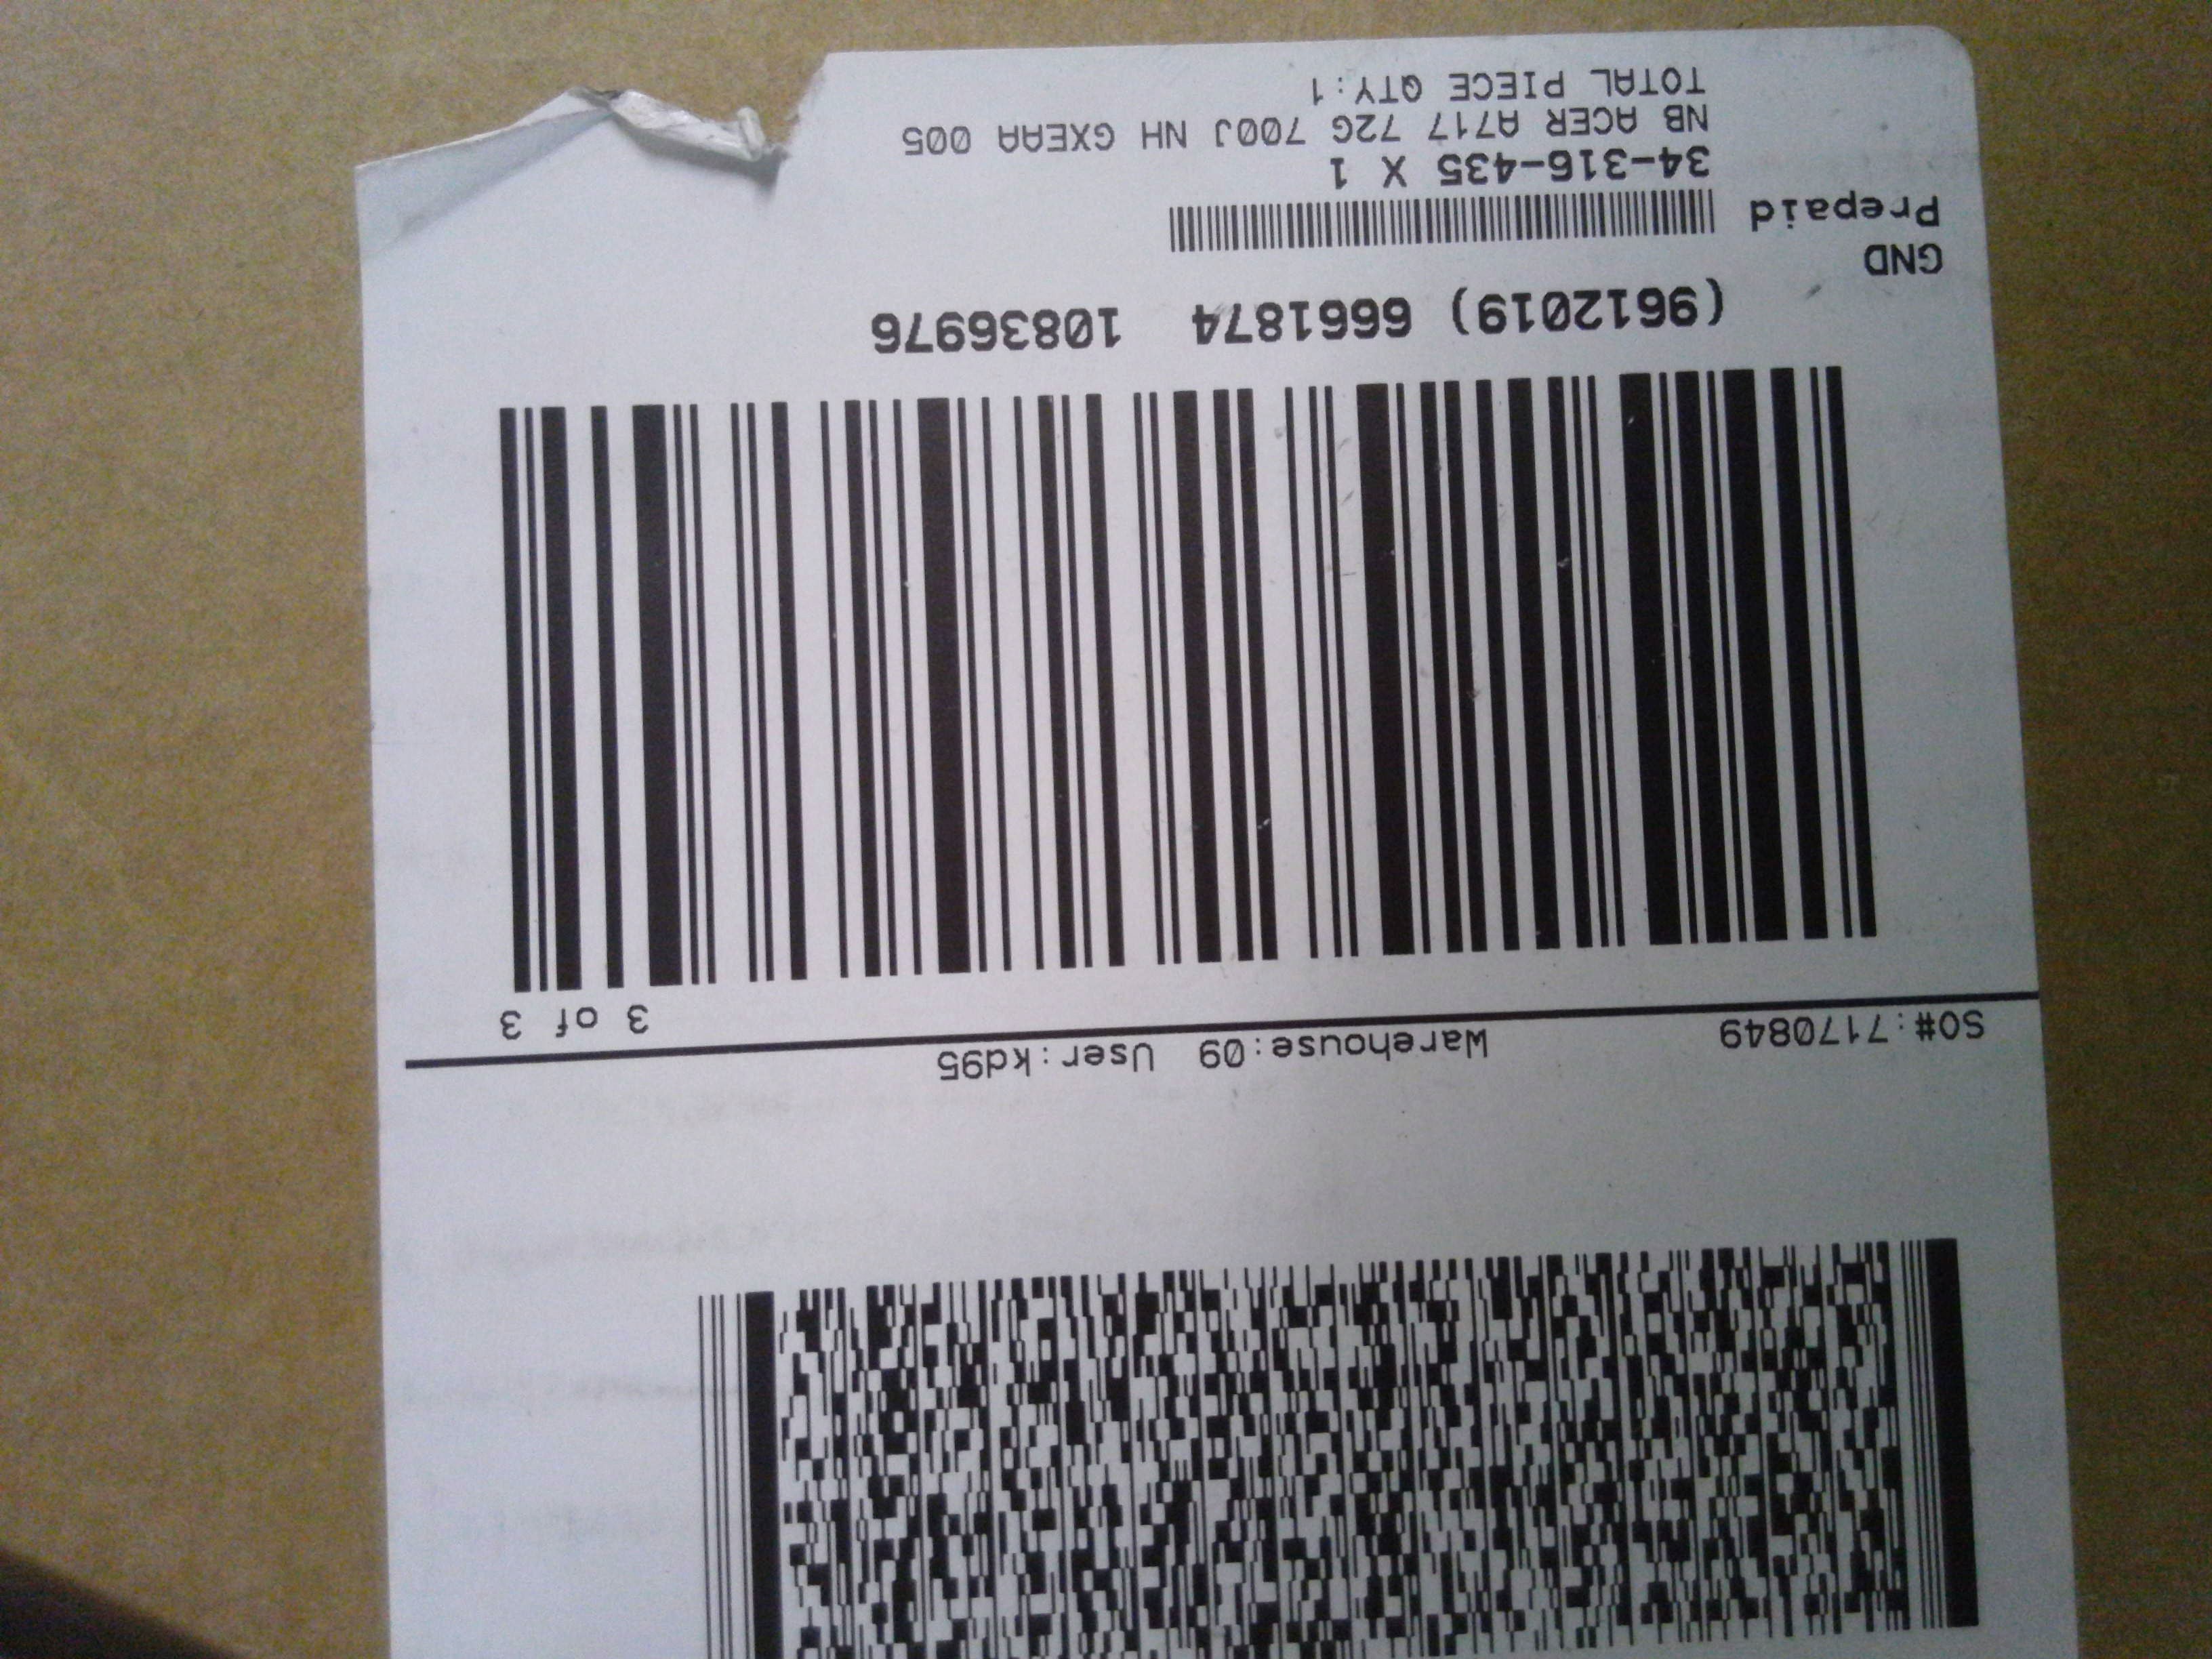 SO#:7170849 Warehouse:09 User:kd95
3 of 3
(9612019) 6661874 10836976
GND
Prepaid
34-316-435 X 1
NB ACER A717 72G 700J NH GXEAA 005
TOTAL PIECE QTY:1